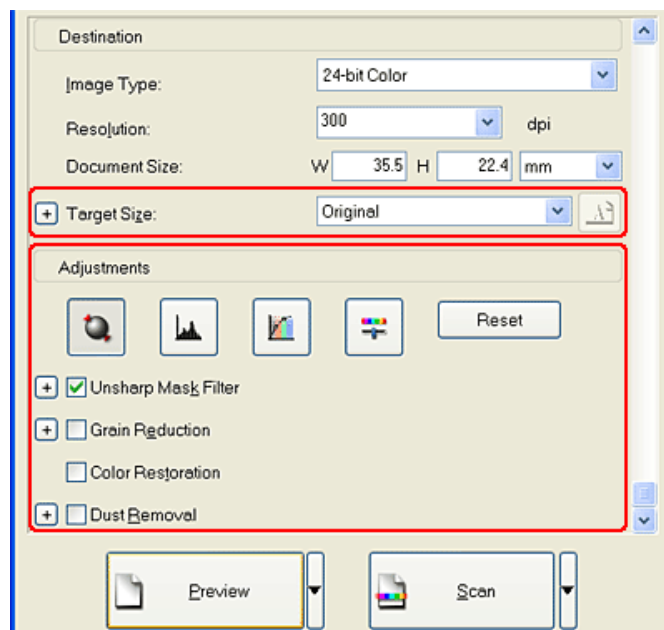 Destination
Image Type: 24-bit Color
Resolution: 300 dpi
Document Size: W 35.5 H 22.4 mm
Target Size: Original
Adjustments
Reset
Unsharp Mask Filter
Grain Reduction
Color Restoration
Dust Removal
Preview Scan